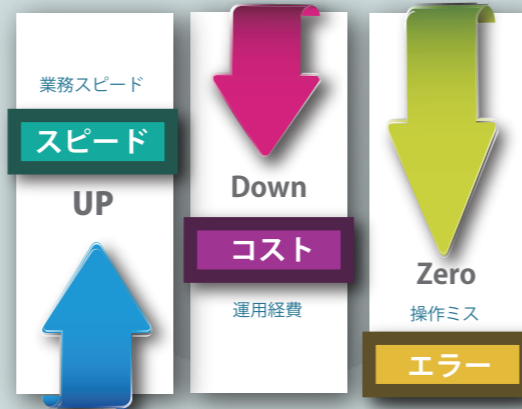 業務スピード
スピード
UP
Down
コスト
運用経費
Zero
操作ミス
エラー